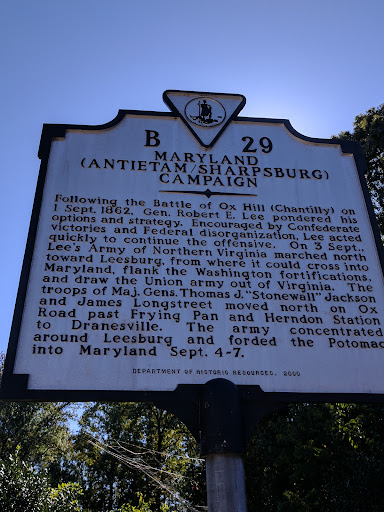 B 29
MARYLAND
(ANTIETAM/SHARPSBURG)
CAMPAIGN
Following the Battle of Ox Hill (Chantilly) on
1 Sept. 1862, Gen. Robert E. Lee pondered his
options and strategy. Encouraged by Confederate
victories and Federal disorganization, Lee acted
quickly to continue the offensive. On 3 Sept.,
Lee's Army of Northern Virginia marched north
toward Leesburg, from where it could cross into
Maryland, flank the Washington fortifications,
and draw the Union army out of Virginia. The
troops of Maj. Gens. Thomas J. "Stonewall" Jackson
and James Longstreet moved north on Ox
Road past Frying Pan and Herndon Station
to Dranesville. The army concentrated
around Leesburg and forded the Potomac
into Maryland Sept. 4-7.
DEPARTMENT OF HISTORIC RESOURCES, 2000